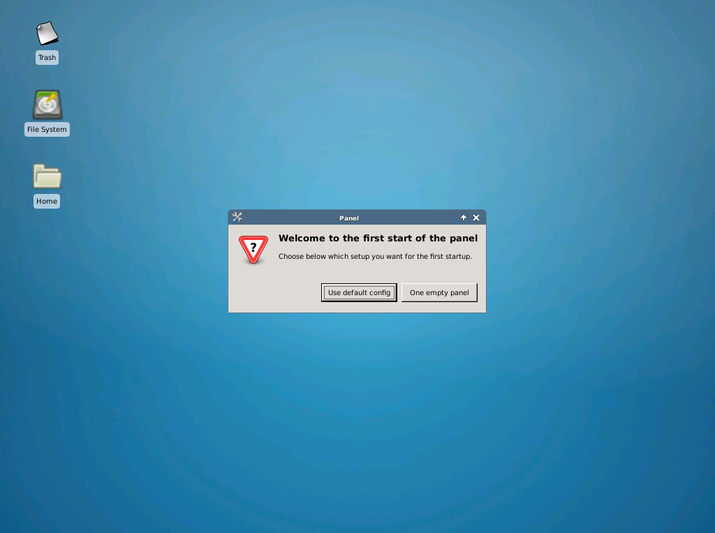 Trash
File System
Home
Panel
Welcome to the first start of the panel
?
Choose below which setup you want for the first startup.
Use default config
One empty panel